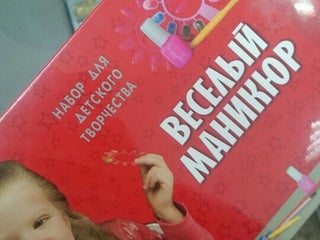 НАБОР ДЛЯ
ДЕТСКОГО
ТВОРЧЕСТВА
ВЕСЕЛЫЙ
МАНИКЮР